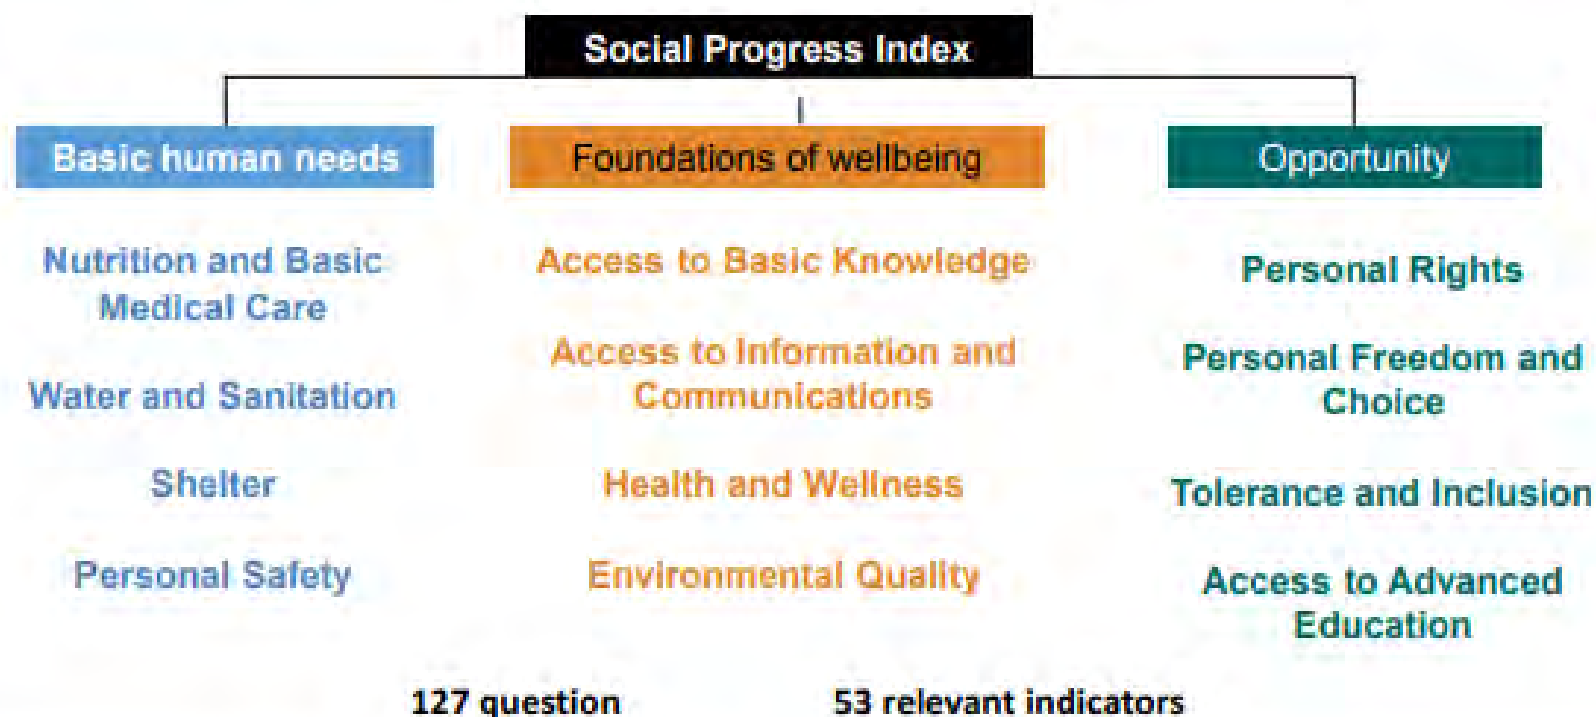 Social Progress Index
Basic human needs
Foundations of wellbeing
Opportunity
Nutrition and Basic
Medical Care
Water and Sanitation
Shelter
Personal Safety
Access to Basic Knowledge
Access to Information and
Communications
Health and Wellness
Environmental Quality
Personal Rights
Personal Freedom and
Choice
Tolerance and Inclusion
Access to Advanced
Education
127 question
53 relevant indicators